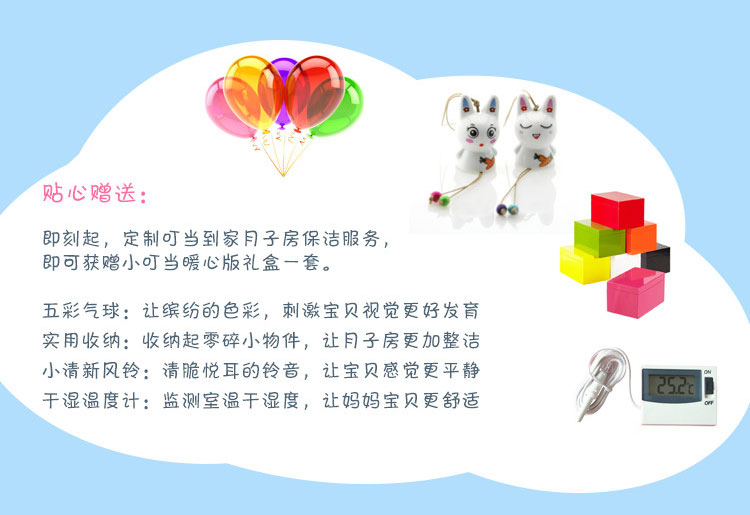 贴心赠送：
即刻起，定制叮当到家月子房保洁服务，
即可获赠小叮当暖心版礼盒一套。
五彩气球：让缤纷的色彩，刺激宝贝视觉更好发育
实用收纳：收纳起零碎小物件，让月子房更加整洁
小清新风铃：清脆悦耳的铃音，让宝贝感觉更平静
干湿温度计：监测室温干湿度，让妈妈宝贝更舒适
25.2℃
ON
OFF